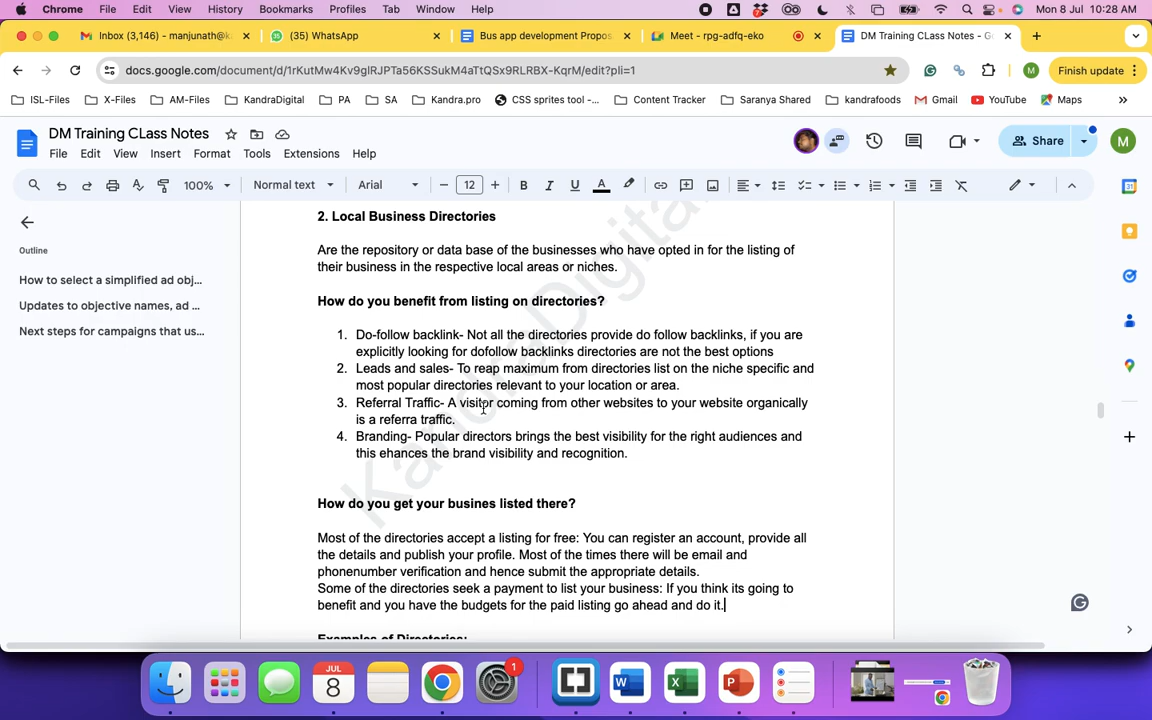 Chrome File Edit View History Bookmarks Profiles Tab Window Help Mon 8 Jul 10:28 AM
Inbox (3,146) - manjunath@k (35) WhatsApp Bus app development Propos Meet - rpg-adfq-eko DM Training CLass Notes - Go
docs.google.com/document/d/1rKutMw4Kv9glRJPTa56KSSukM4aTtQSx9RLRBX-KqrM/edit?pli=1 M Finish update
ISL-Files X-Files AM-Files KandraDigital PA SA Kandra.pro CSS sprites tool -... Content Tracker Saranya Shared kandrafoods Gmail YouTube Maps »
DM Training CLass Notes
Share M
File Edit View Insert Format Tools Extensions Help
100% Normal text Arial 12 B I U A
Outline
How to select a simplified ad obj...
Updates to objective names, ad ...
Next steps for campaigns that us...
2. Local Business Directories
Are the repository or data base of the businesses who have opted in for the listing of
their business in the respective local areas or niches.
How do you benefit from listing on directories?
1. Do-follow backlink- Not all the directories provide do follow backlinks, if you are
explicitly looking for dofollow backlinks directories are not the best options
2. Leads and sales- To reap maximum from directories list on the niche specific and
most popular directories relevant to your location or area.
3. Referral Traffic- A visitor coming from other websites to your website organically
is a referra traffic.
4. Branding- Popular directors brings the best visibility for the right audiences and
this ehances the brand visibility and recognition.
How do you get your busines listed there?
Most of the directories accept a listing for free: You can register an account, provide all
the details and publish your profile. Most of the times there will be email and
phonenumber verification and hence submit the appropriate details.
Some of the directories seek a payment to list your business: If you think its going to
benefit and you have the budgets for the paid listing go ahead and do it.
Examples of Directories:
KandraDigital
JUL
8
1